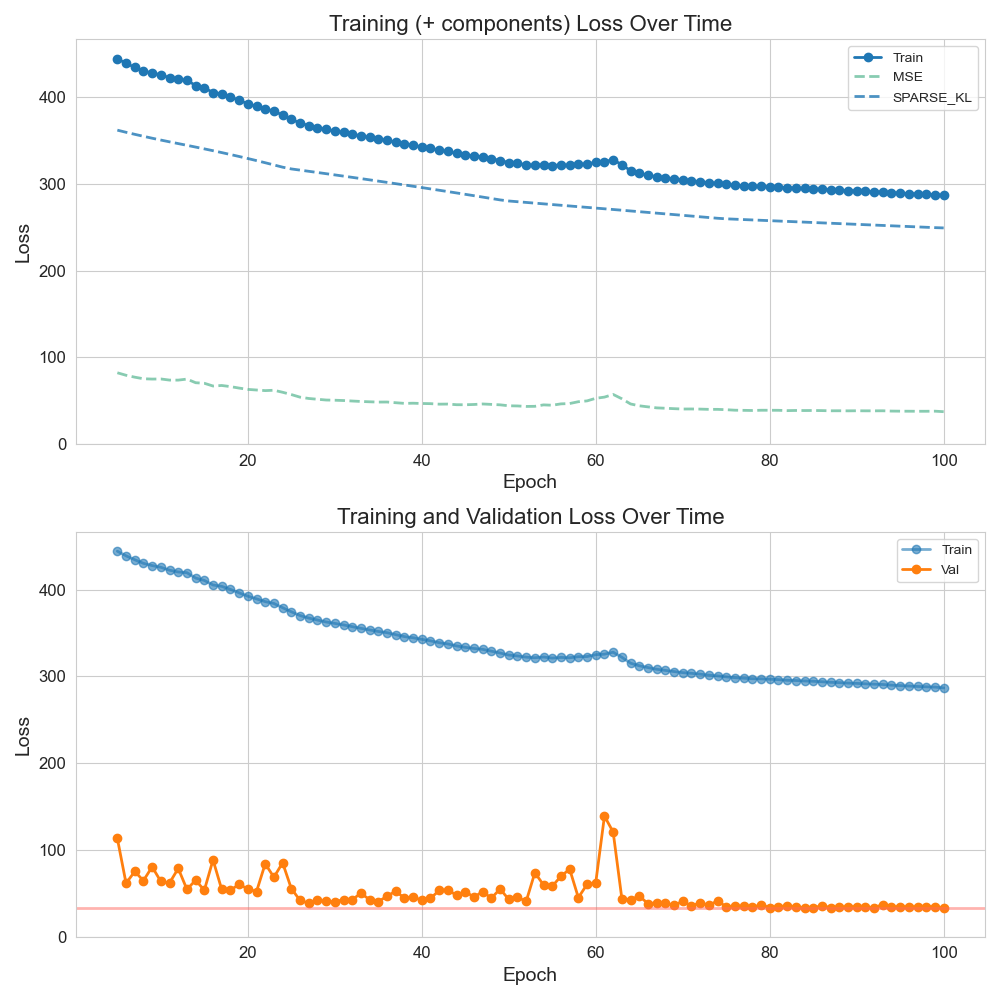 Training (+ components) Loss Over Time
Train
MSE
SPARSE_KL
400
300
200
100
0
Loss
20 40 60 80 100
Epoch
Training and Validation Loss Over Time
Train
Val
400
300
200
100
0
Loss
20 40 60 80 100
Epoch